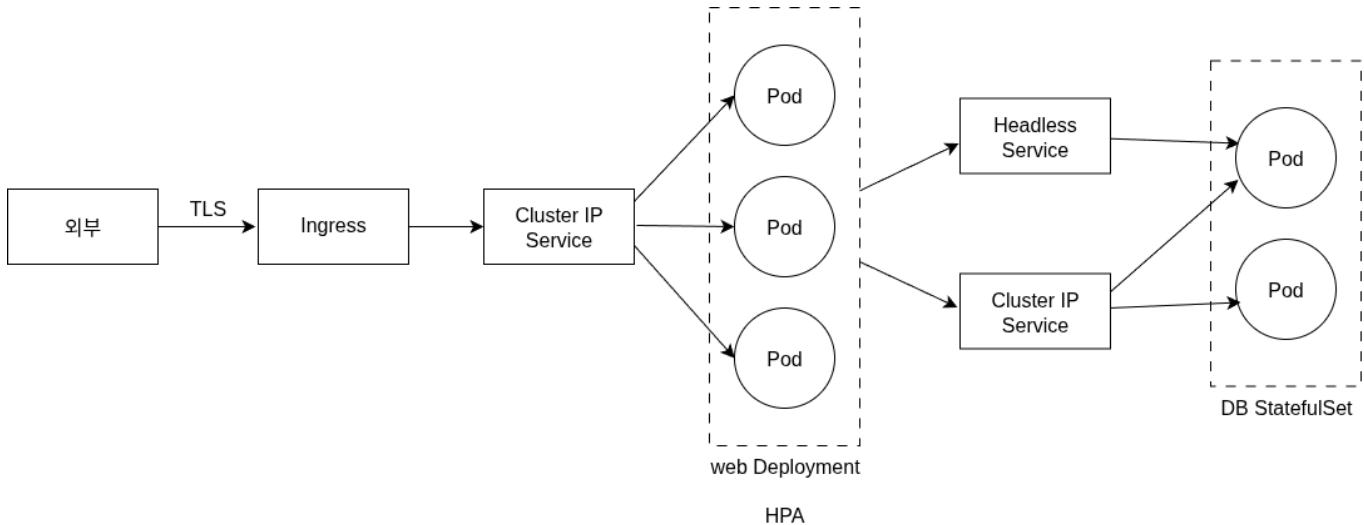 외부
TLS
Ingress
Cluster IP
Service
Pod
Pod
Pod
web Deployment
HPA
Headless
Service
Cluster IP
Service
Pod
Pod
DB StatefulSet